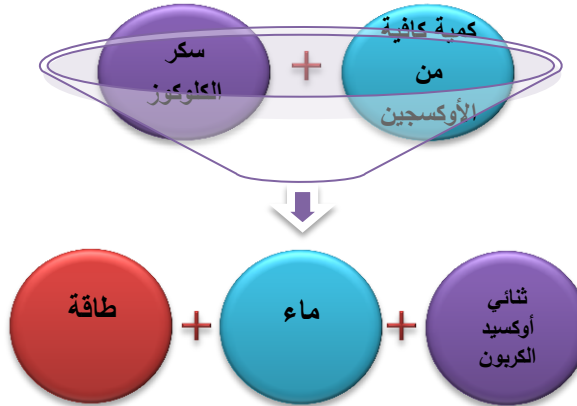 كمية كافية
من
الأوكسجين
+
سكر
الكلوكوز
ثنائي
أوكسيد
الكربون
+
ماء
+
طاقة